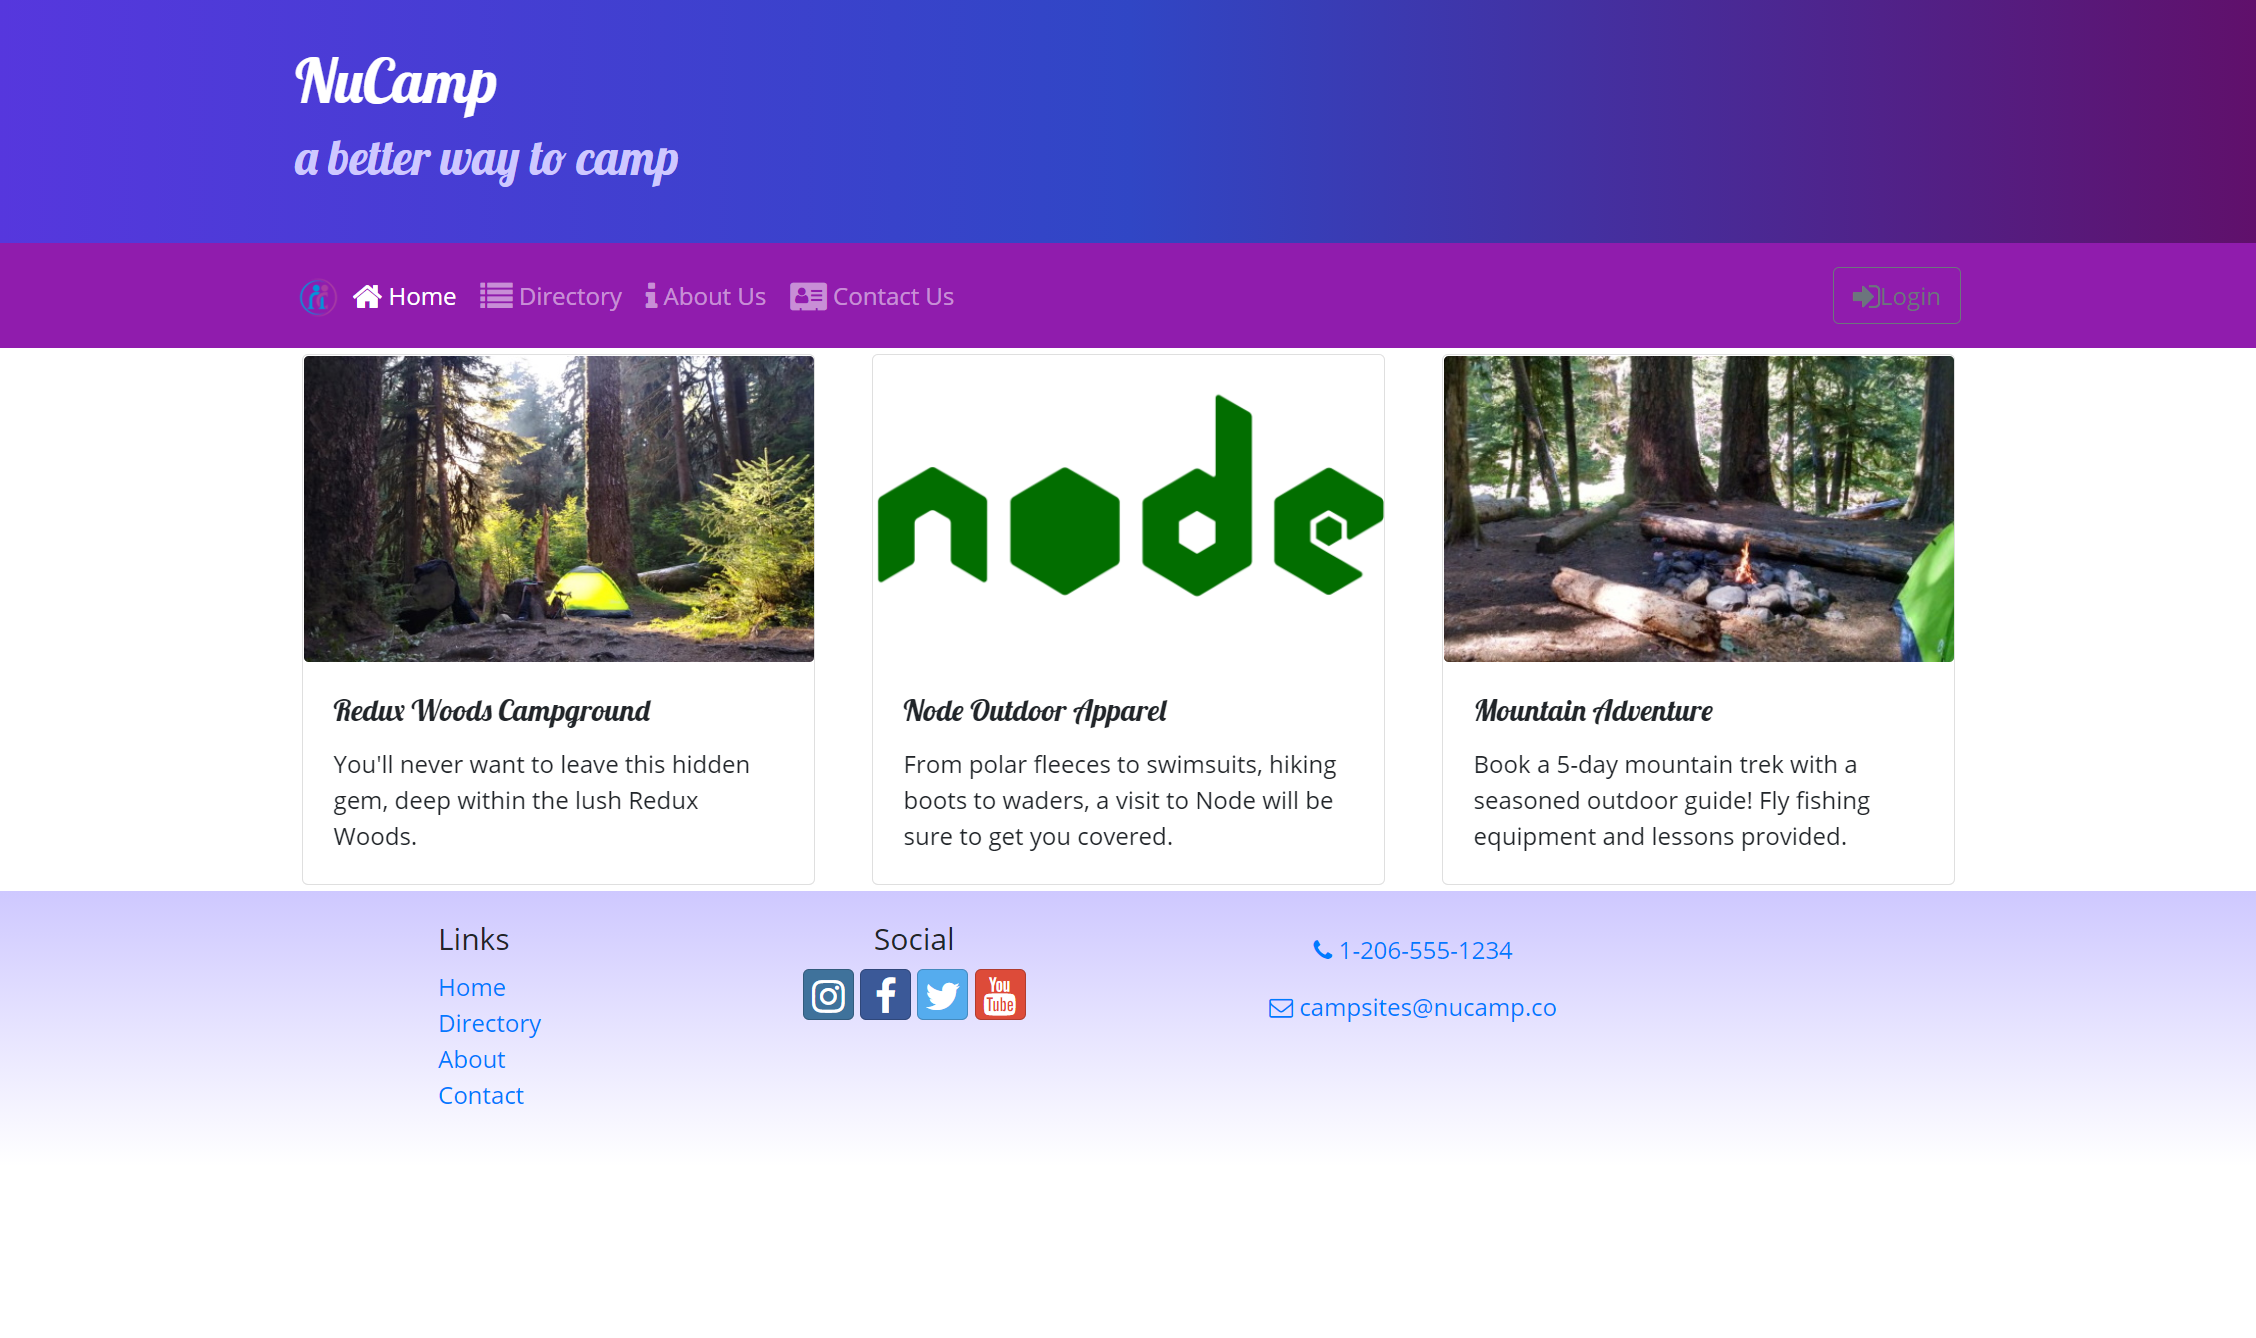 NuCamp
a better way to camp
Home Directory About Us Contact Us Login
node
Redux Woods Campground
You'll never want to leave this hidden
gem, deep within the lush Redux
Woods.
Node Outdoor Apparel
From polar fleeces to swimsuits, hiking
boots to waders, a visit to Node will be
sure to get you covered.
Mountain Adventure
Book a 5-day mountain trek with a
seasoned outdoor guide! Fly fishing
equipment and lessons provided.
Links
Home
Directory
About
Contact
Social
You
Tube
1-206-555-1234
campsites@nucamp.co